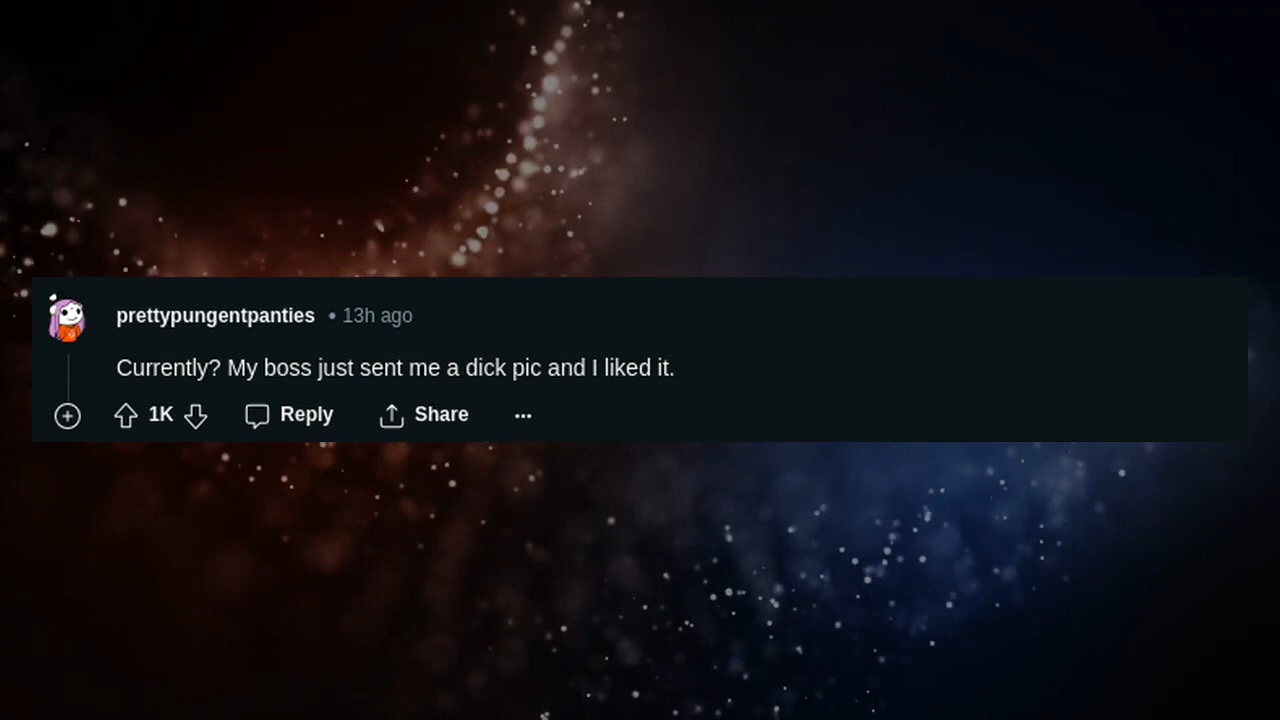 prettypungentpanties • 13h ago
Currently? My boss just sent me a dick pic and I liked it.
1K Reply Share ...